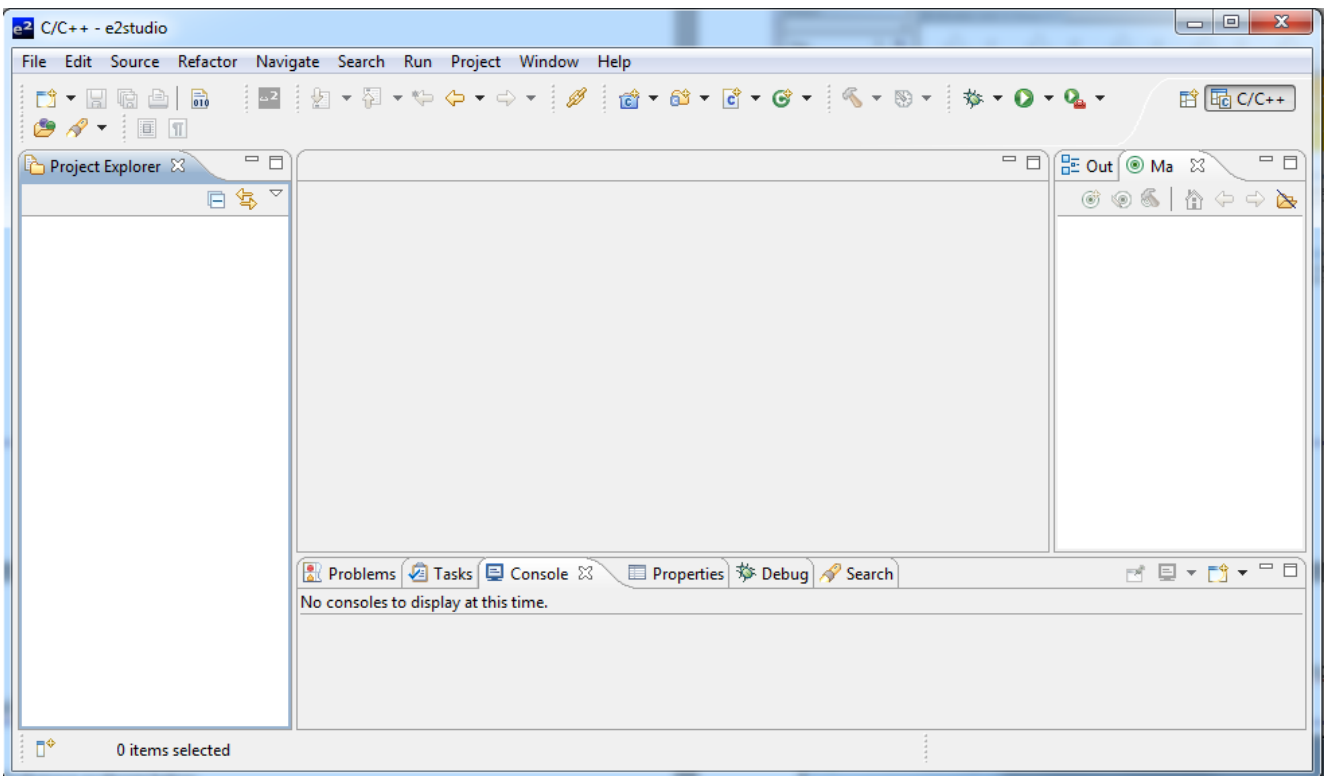 e² C/C++ - e2studio
File Edit Source Refactor Navigate Search Run Project Window Help
C/C++
Project Explorer
Out Ma
Problems Tasks Console Properties Debug Search
No consoles to display at this time.
0 items selected